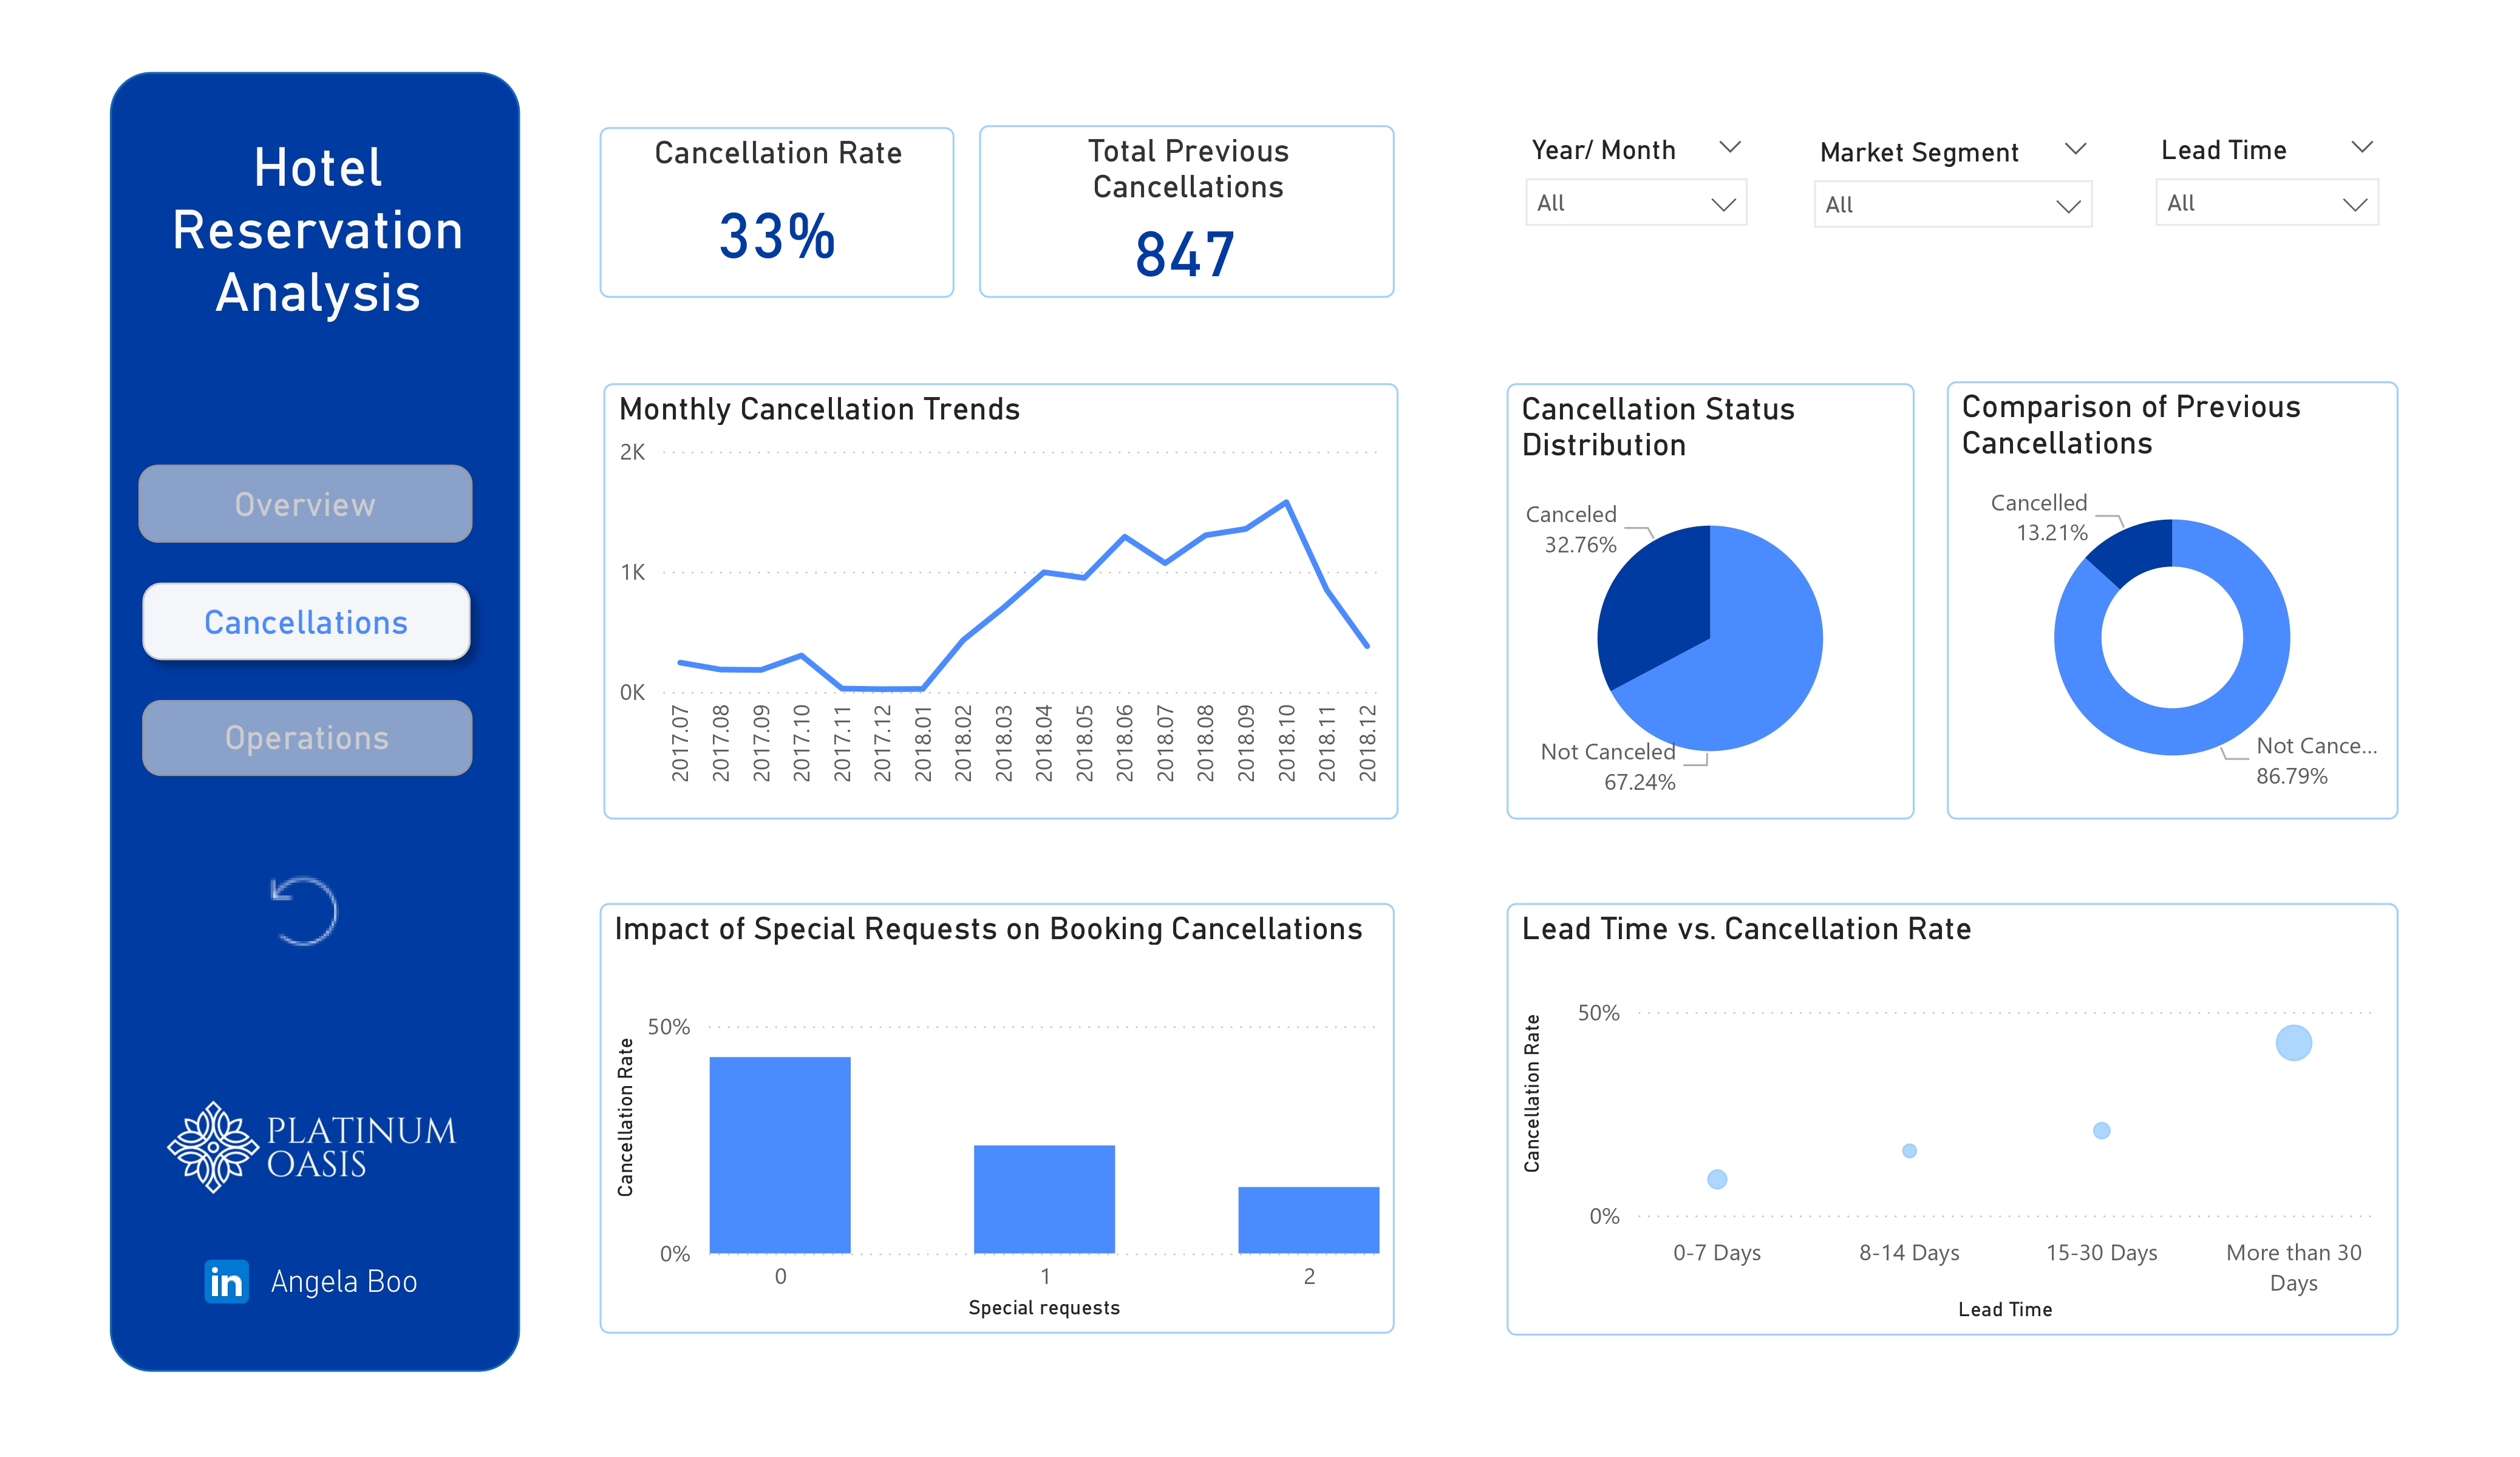 Hotel
Reservation
Analysis
Overview
Cancellations
Operations
PLATINUM
OASIS
in Angela Boo
Cancellation Rate
33%
Total Previous
Cancellations
847
Year/ Month
All
Market Segment
All
Lead Time
All
Monthly Cancellation Trends
2K
1K
0K
2017.07
2017.08
2017.09
2017.10
2017.11
2017.12
2018.01
2018.02
2018.03
2018.04
2018.05
2018.06
2018.07
2018.08
2018.09
2018.10
2018.11
2018.12
Cancellation Status
Distribution
Canceled
32.76%
Not Canceled
67.24%
Comparison of Previous
Cancellations
Cancelled
13.21%
Not Cance...
86.79%
Impact of Special Requests on Booking Cancellations
Cancellation Rate
50%
0%
0
1
2
Special requests
Lead Time vs. Cancellation Rate
Cancellation Rate
50%
0%
0-7 Days
8-14 Days
15-30 Days
More than 30
Days
Lead Time